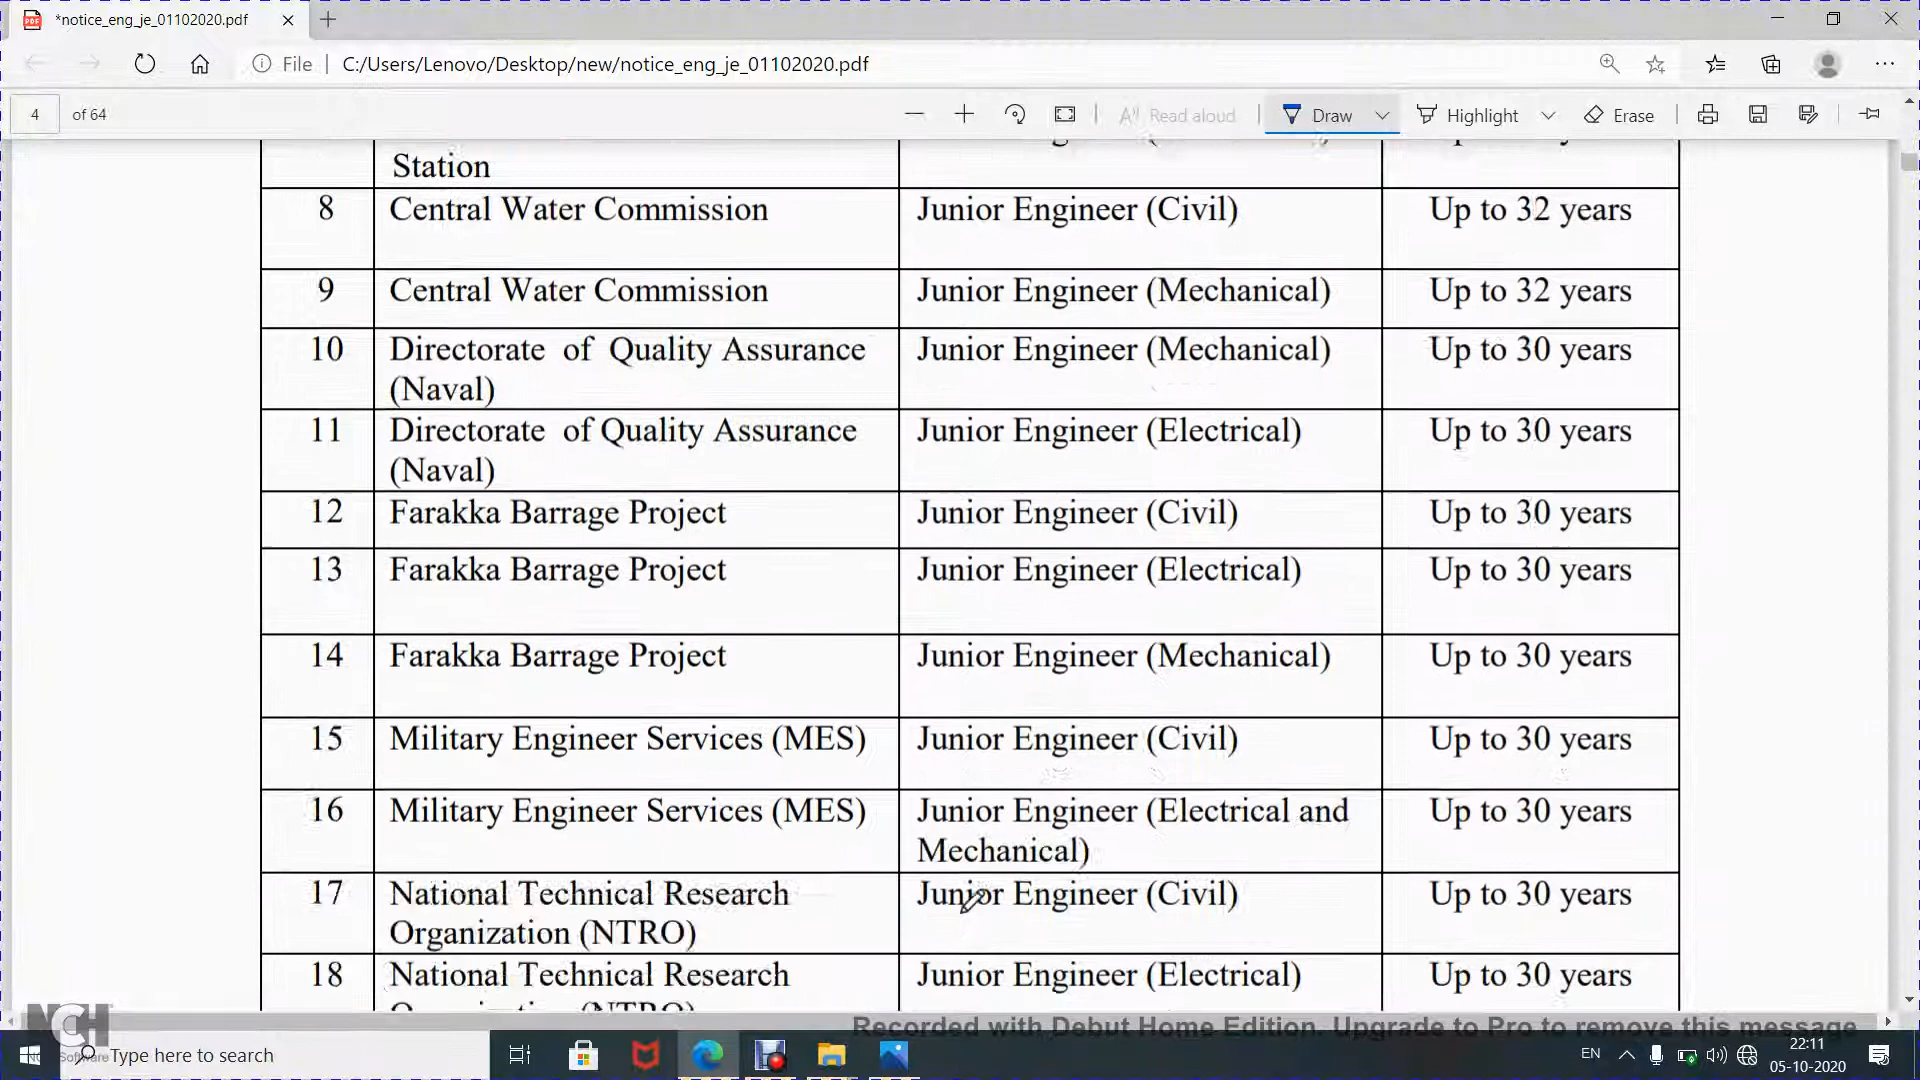 *notice_eng_je_01102020.pdf
File | C:/Users/Lenovo/Desktop/new/notice_eng_je_01102020.pdf
4 of 64 Read aloud Draw Highlight Erase
Station
8 Central Water Commission Junior Engineer (Civil) Up to 32 years
9 Central Water Commission Junior Engineer (Mechanical) Up to 32 years
10 Directorate of Quality Assurance Junior Engineer (Mechanical) Up to 30 years
(Naval)
11 Directorate of Quality Assurance Junior Engineer (Electrical) Up to 30 years
(Naval)
12 Farakka Barrage Project Junior Engineer (Civil) Up to 30 years
13 Farakka Barrage Project Junior Engineer (Electrical) Up to 30 years
14 Farakka Barrage Project Junior Engineer (Mechanical) Up to 30 years
15 Military Engineer Services (MES) Junior Engineer (Civil) Up to 30 years
16 Military Engineer Services (MES) Junior Engineer (Electrical and Up to 30 years
Mechanical)
17 National Technical Research Junior Engineer (Civil) Up to 30 years
Organization (NTRO)
18 National Technical Research Junior Engineer (Electrical) Up to 30 years
NCH
Recorded with Debut Home Edition. Upgrade to Pro to remove this message
Type here to search
EN 22:11
05-10-2020